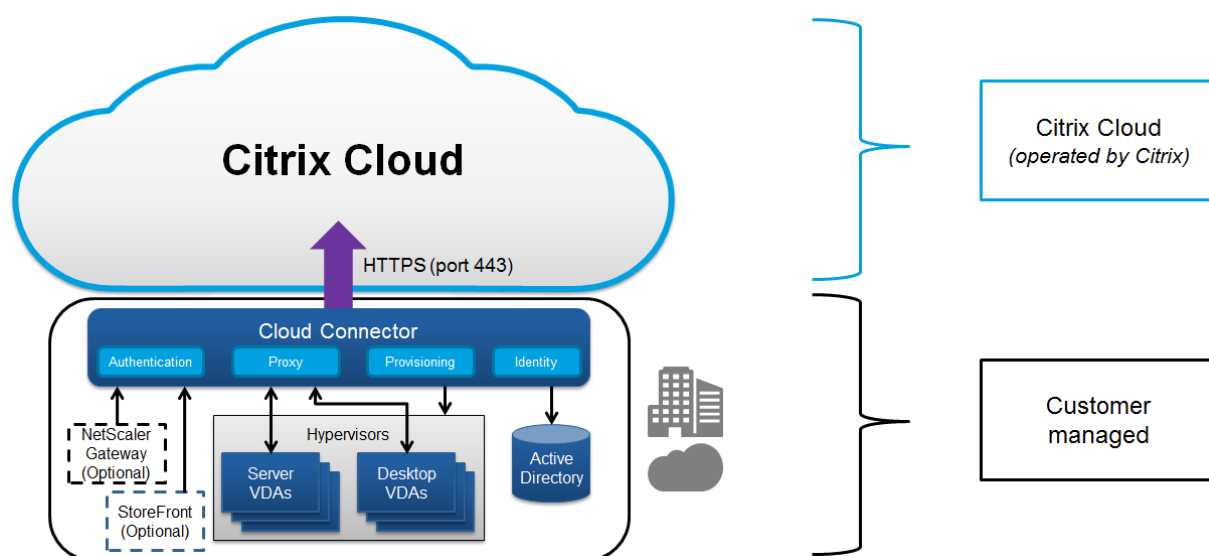 Citrix Cloud
HTTPS (port 443)
Cloud Connector
Authentication
Proxy
Provisioning
Identity
NetScaler
Gateway
(Optional)
StoreFront
(Optional)
Hypervisors
Server
VDAs
Desktop
VDAs
Active
Directory
Citrix Cloud
(operated by Citrix)
Customer
managed